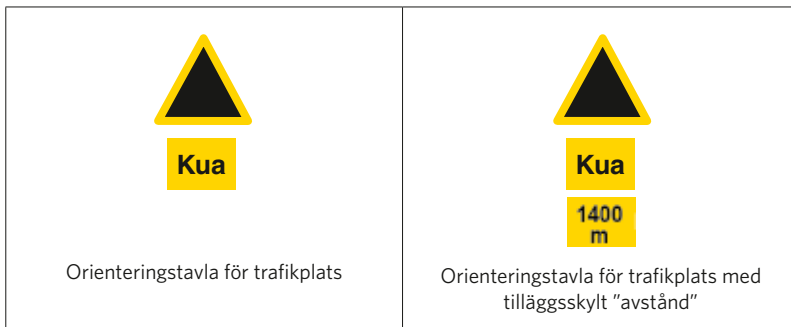 Kua
Orienteringstavla för trafikplats
Kua
1400
m
Orienteringstavla för trafikplats med
tilläggsskylt ”avstånd”